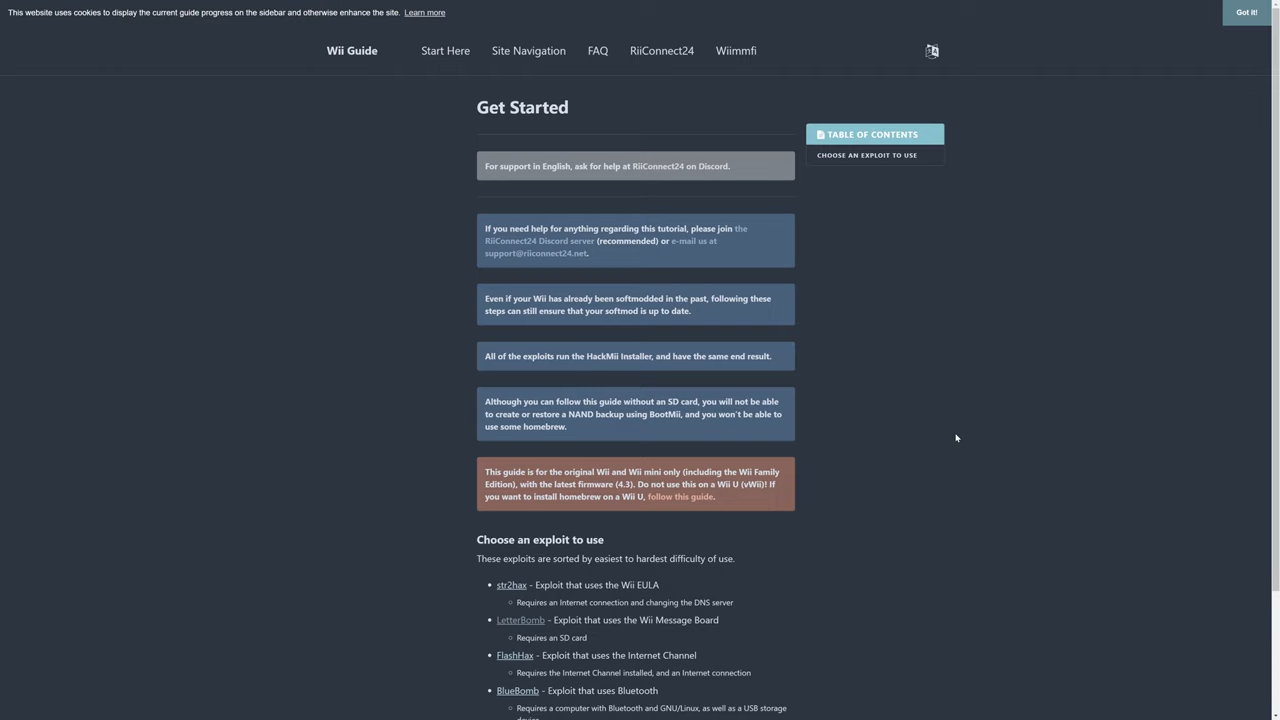 This website uses cookies to display the current guide progress on the sidebar and otherwise enhance the site. Learn more
Got it!
Wii Guide
Start Here
Site Navigation
FAQ
RiiConnect24
Wiimmfi
Get Started
TABLE OF CONTENTS
CHOOSE AN EXPLOIT TO USE
For support in English, ask for help at RiiConnect24 on Discord.
If you need help for anything regarding this tutorial, please join the
RiiConnect24 Discord server (recommended) or e-mail us at
support@riiconnect24.net.
Even if your Wii has already been softmodded in the past, following these
steps can still ensure that your softmod is up to date.
All of the exploits run the HackMii Installer, and have the same end result.
Although you can follow this guide without an SD card, you will not be able
to create or restore a NAND backup using BootMii, and you won't be able to
use some homebrew.
This guide is for the original Wii and Wii mini only (including the Wii Family
Edition), with the latest firmware (4.3). Do not use this on a Wii U (vWii)! If
you want to install homebrew on a Wii U, follow this guide.
Choose an exploit to use
These exploits are sorted by easiest to hardest difficulty of use.
str2hax - Exploit that uses the Wii EULA
Requires an Internet connection and changing the DNS server
LetterBomb - Exploit that uses the Wii Message Board
Requires an SD card
FlashHax - Exploit that uses the Internet Channel
Requires the Internet Channel installed, and an Internet connection
BlueBomb - Exploit that uses Bluetooth
Requires a computer with Bluetooth and GNU/Linux, as well as a USB storage